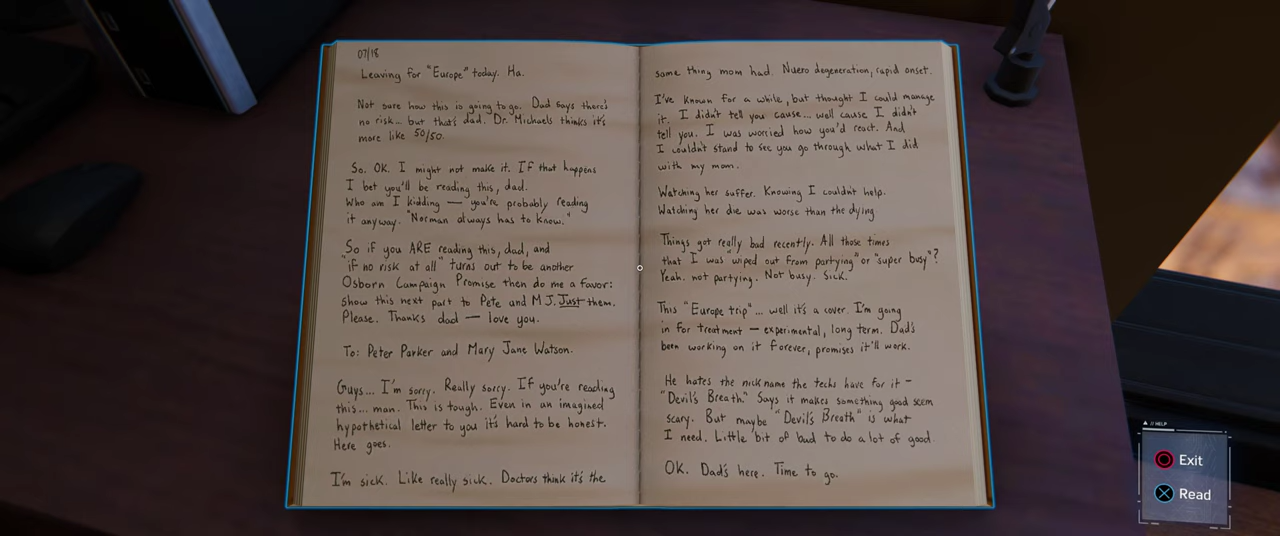 07/18
Leaving for "Europe" today. Ha.
Not sure how this is going to go. Dad says there's
no risk... but that's dad. Dr. Michaels thinks it's
more like 50/50.
So. OK. I might not make it. If that happens
I bet you'll be reading this, dad.
Who am I kidding — you're probably reading
it anyway. "Norman always has to know."
So if you ARE reading this, dad, and
"if no risk at all" turns out to be another
Osborn Campaign Promise then do me a favor:
show this next part to Pete and MJ. Just them.
Please. Thanks dad — love you.
To: Peter Parker and Mary Jane Watson.
Guys... I'm sorry. Really sorry. If you're reading
this... man. This is tough. Even in an imagined
hypothetical letter to you it's hard to be honest.
Here goes.
I'm sick. Like really sick. Doctors think it's the
same thing mom had. Nuero degeneration, rapid onset.
I've known for a while, but thought I could manage
it. I didn't tell you cause... well cause I didn't
tell you. I was worried how you'd react. And
I couldn't stand to see you go through what I did
with my mom.
Watching her suffer. Knowing I couldn't help.
Watching her die was worse than the dying.
Things got really bad recently. All those times
that I was "wiped out from partying" or "super busy"?
Yeah. not partying. Not busy. Sick.
This "Europe trip"... well it's a cover. I'm going
in for treatment — experimental, long term. Dad's
been working on it forever, promises it'll work.
He hates the nickname the techs have for it -
"Devil's Breath." Says it makes something good seem
scary. But maybe "Devil's Breath" is what
I need. Little bit of bad to do a lot of good.
OK. Dad's here. Time to go.
// HELP
Exit
Read